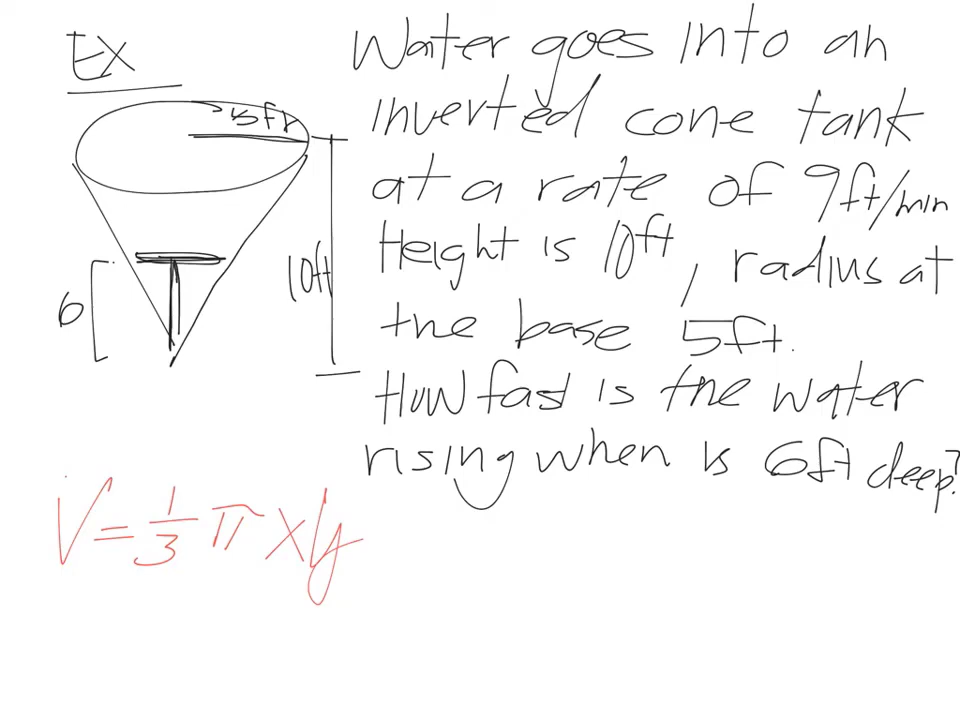 EX
Water goes into an
inverted cone tank
at a rate of 9ft/min
Height is 10ft, radius at
the base 5ft.
How fast is the water
rising when is 6ft deep?
5ft
10ft
6
V = 1/3 π x y